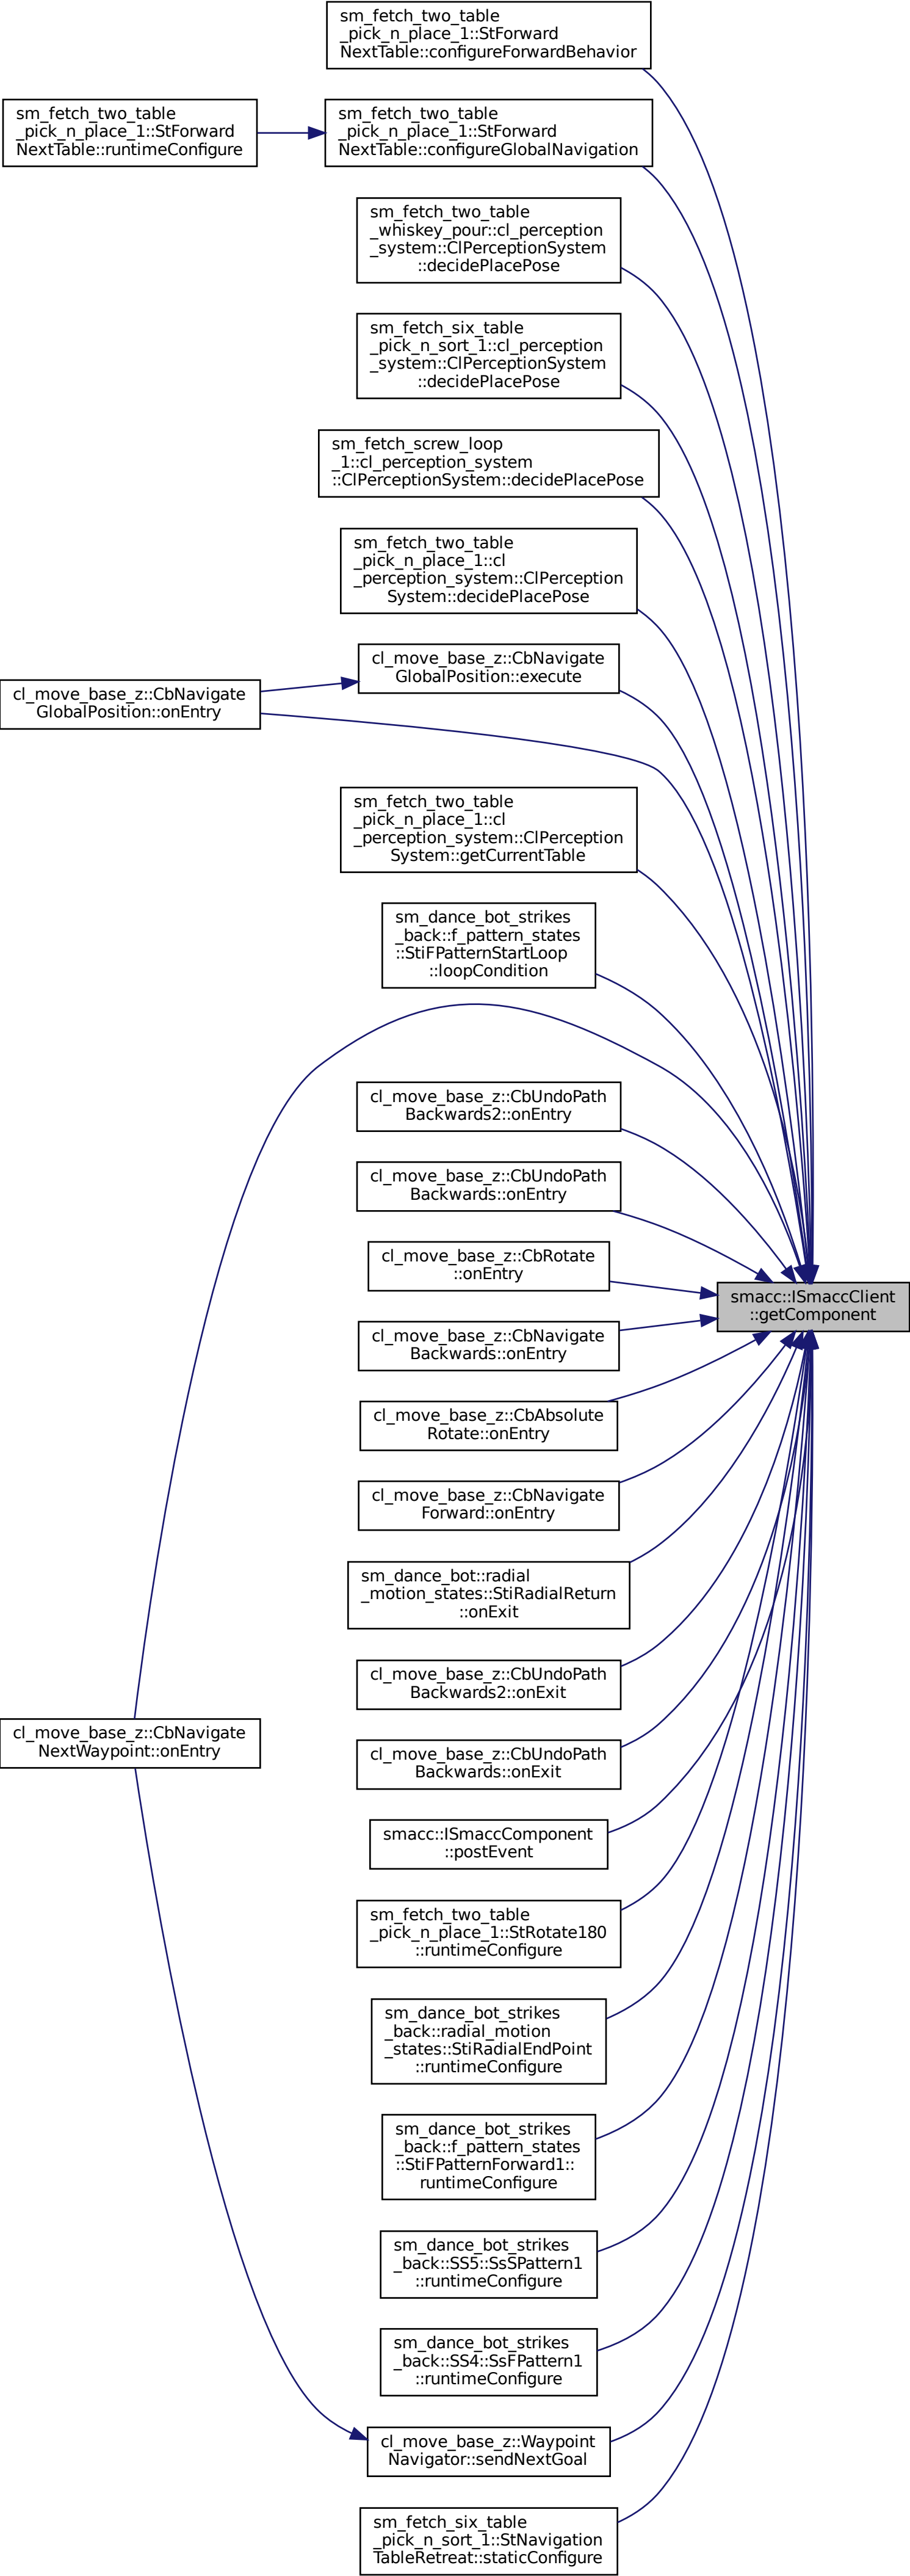 sm_fetch_two_table
_pick_n_place_1::StForward
NextTable::configureForwardBehavior
sm_fetch_two_table
_pick_n_place_1::StForward
NextTable::runtimeConfigure
sm_fetch_two_table
_pick_n_place_1::StForward
NextTable::configureGlobalNavigation
sm_fetch_two_table
_whiskey_pour::cl_perception
_system::ClPerceptionSystem
::decidePlacePose
sm_fetch_six_table
_pick_n_sort_1::cl_perception
_system::ClPerceptionSystem
::decidePlacePose
sm_fetch_screw_loop
_1::cl_perception_system
::ClPerceptionSystem::decidePlacePose
sm_fetch_two_table
_pick_n_place_1::cl
_perception_system::ClPerception
System::decidePlacePose
cl_move_base_z::CbNavigate
GlobalPosition::execute
cl_move_base_z::CbNavigate
GlobalPosition::onEntry
sm_fetch_two_table
_pick_n_place_1::cl
_perception_system::ClPerception
System::getCurrentTable
sm_dance_bot_strikes
_back::f_pattern_states
::StiFPatternStartLoop
::loopCondition
cl_move_base_z::CbUndoPath
Backwards2::onEntry
cl_move_base_z::CbUndoPath
Backwards::onEntry
cl_move_base_z::CbRotate
::onEntry
smacc::ISmaccClient
::getComponent
cl_move_base_z::CbNavigate
Backwards::onEntry
cl_move_base_z::CbAbsolute
Rotate::onEntry
cl_move_base_z::CbNavigate
Forward::onEntry
sm_dance_bot::radial
_motion_states::StiRadialReturn
::onExit
cl_move_base_z::CbUndoPath
Backwards2::onExit
cl_move_base_z::CbNavigate
NextWaypoint::onEntry
cl_move_base_z::CbUndoPath
Backwards::onExit
smacc::ISmaccComponent
::postEvent
sm_fetch_two_table
_pick_n_place_1::StRotate180
::runtimeConfigure
sm_dance_bot_strikes
_back::radial_motion
_states::StiRadialEndPoint
::runtimeConfigure
sm_dance_bot_strikes
_back::f_pattern_states
::StiFPatternForward1::
runtimeConfigure
sm_dance_bot_strikes
_back::SS5::SsSPattern1
::runtimeConfigure
sm_dance_bot_strikes
_back::SS4::SsFPattern1
::runtimeConfigure
cl_move_base_z::Waypoint
Navigator::sendNextGoal
sm_fetch_six_table
_pick_n_sort_1::StNavigation
TableRetreat::staticConfigure